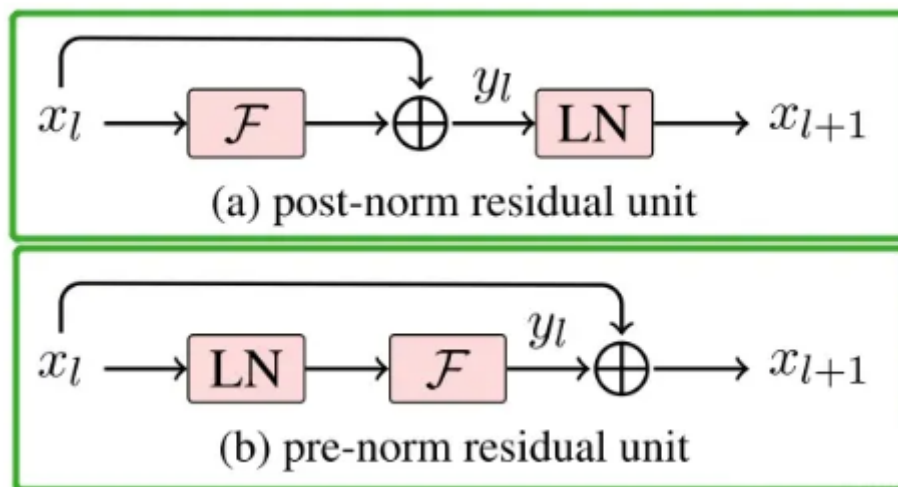 x_l F ⊕ y_l LN x_{l+1}
(a) post-norm residual unit
x_l LN F y_l ⊕ x_{l+1}
(b) pre-norm residual unit